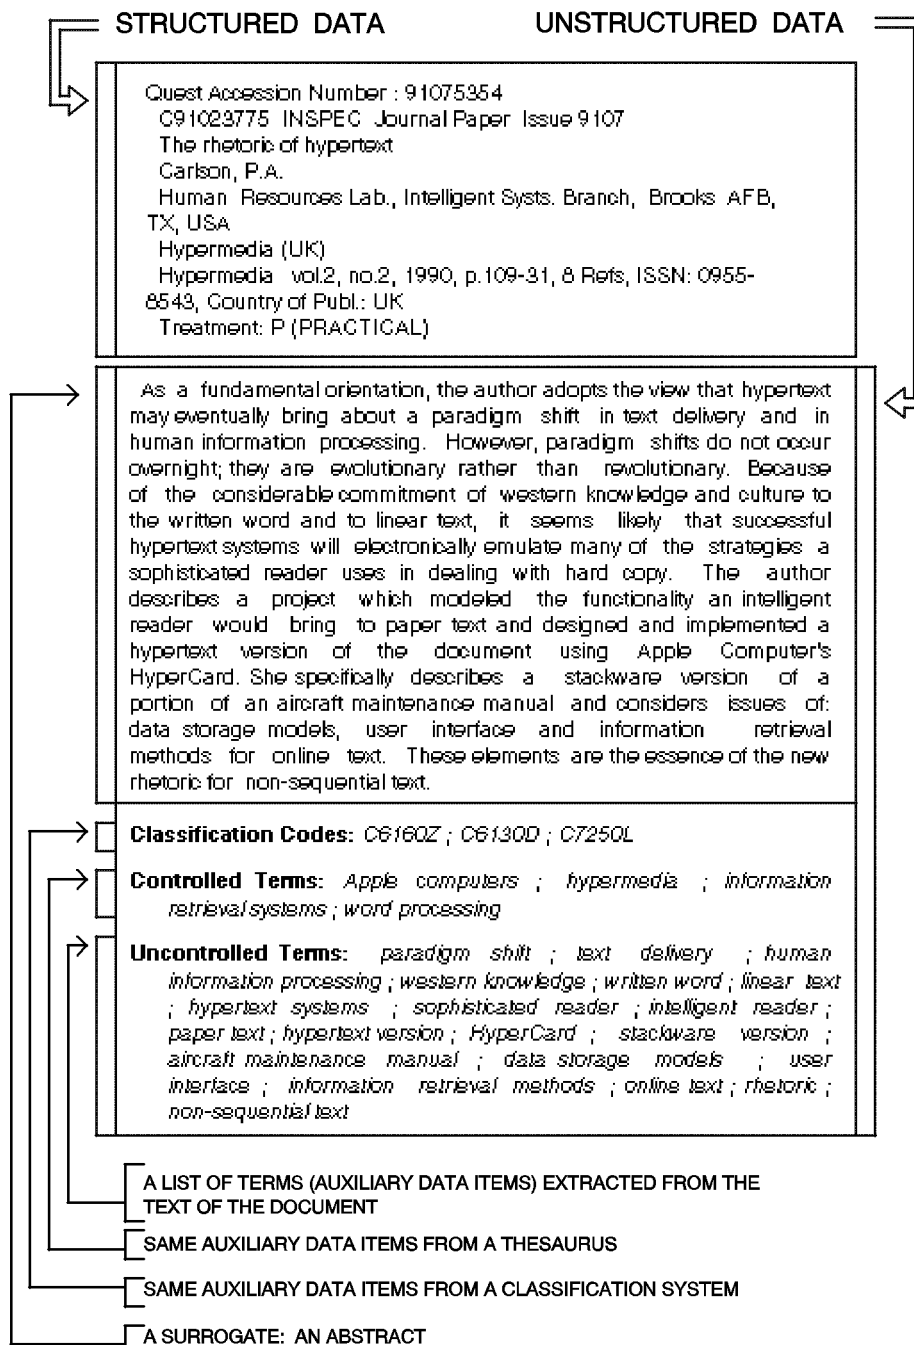 STRUCTURED DATA UNSTRUCTURED DATA
Quest Accession Number : 91075354
C91023775 INSPEC Journal Paper Issue 9107
The rhetoric of hypertext
Carlson, P.A.
Human Resources Lab., Intelligent Systs. Branch, Brooks AFB,
TX, USA
Hypermedia (UK)
Hypermedia vol.2, no.2, 1990, p.109-31, 8 Refs, ISSN: 0955-
8543, Country of Publ.: UK
Treatment: P (PRACTICAL)
As a fundamental orientation, the author adopts the view that hypertext
may eventually bring about a paradigm shift in text delivery and in
human information processing. However, paradigm shifts do not occur
overnight; they are evolutionary rather than revolutionary. Because
of the considerable commitment of western knowledge and culture to
the written word and to linear text, it seems likely that successful
hypertext systems will electronically emulate many of the strategies a
sophisticated reader uses in dealing with hard copy. The author
describes a project which modeled the functionality an intelligent
reader would bring to paper text and designed and implemented a
hypertext version of the document using Apple Computer's
HyperCard. She specifically describes a stackware version of a
portion of an aircraft maintenance manual and considers issues of:
data storage models, user interface and information retrieval
methods for online text. These elements are the essence of the new
rhetoric for non-sequential text.
Classification Codes: C6160Z ; C6130D ; C7250L
Controlled Terms: Apple computers ; hypermedia ; information
retrieval systems ; word processing
Uncontrolled Terms: paradigm shift ; text delivery ; human
information processing ; western knowledge ; written word ; linear text
; hypertext systems ; sophisticated reader ; intelligent reader ;
paper text ; hypertext version ; HyperCard ; stackware version ;
aircraft maintenance manual ; data storage models ; user
interface ; information retrieval methods ; online text ; rhetoric ;
non-sequential text
A LIST OF TERMS (AUXILIARY DATA ITEMS) EXTRACTED FROM THE
TEXT OF THE DOCUMENT
SAME AUXILIARY DATA ITEMS FROM A THESAURUS
SAME AUXILIARY DATA ITEMS FROM A CLASSIFICATION SYSTEM
A SURROGATE: AN ABSTRACT